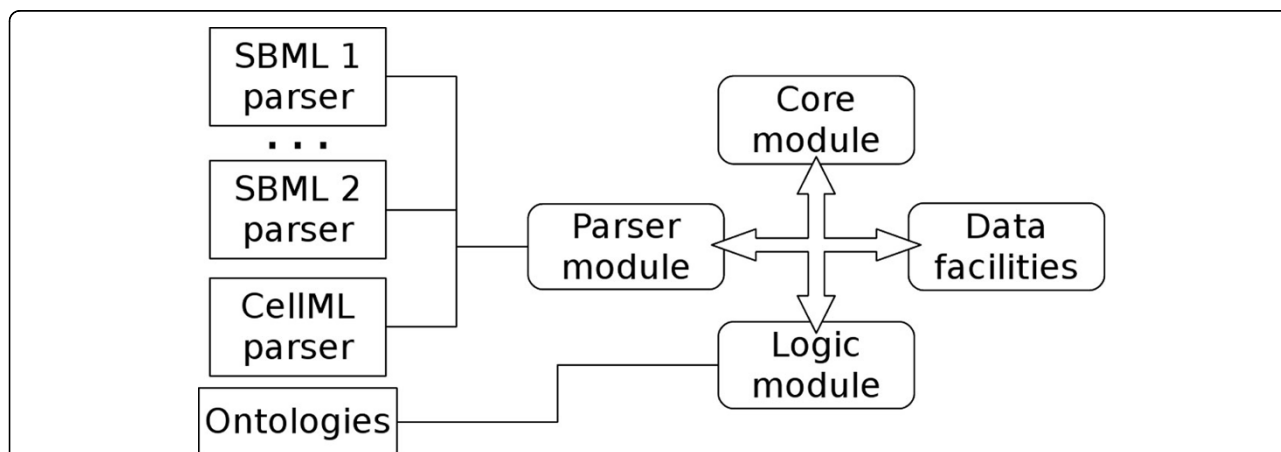 SBML 1
parser
...
SBML 2
parser
CellML
parser
Ontologies
Parser
module
Core
module
Data
facilities
Logic
module